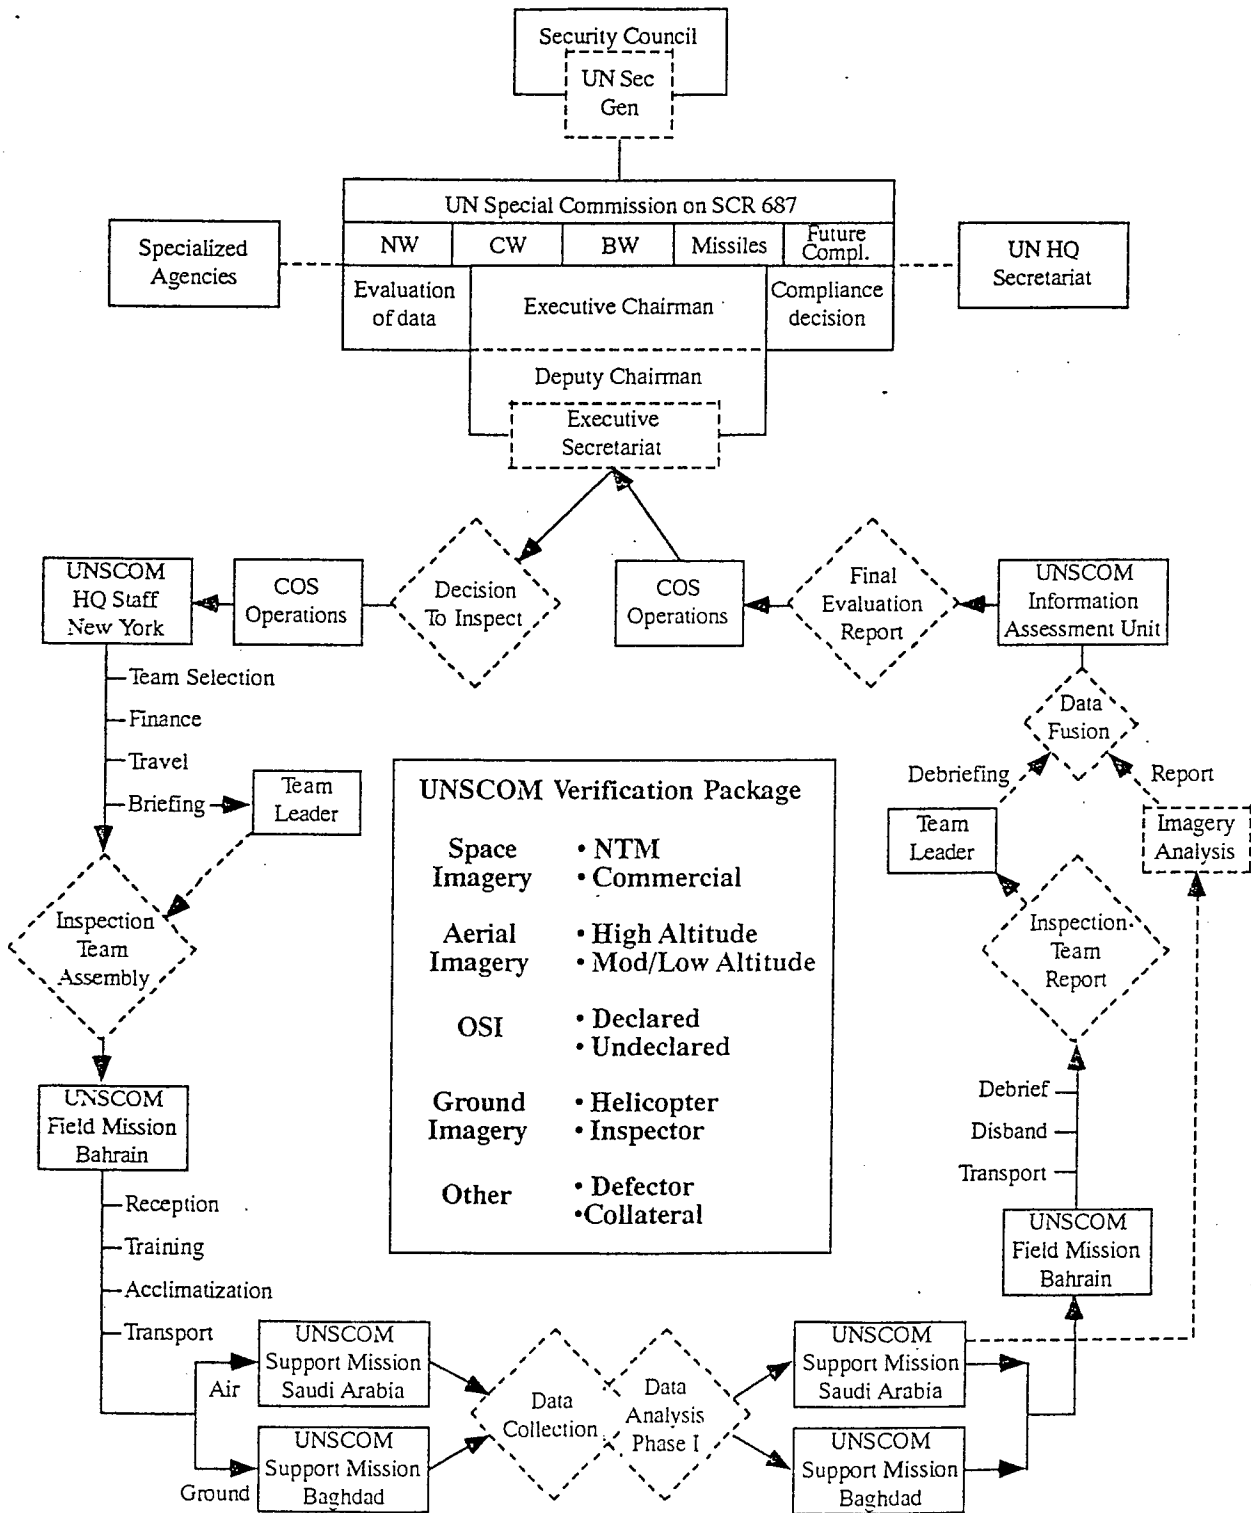 Security Council
UN Sec
Gen
UN Special Commission on SCR 687
NW
CW
BW
Missiles
Future
Compl.
Specialized
Agencies
UN HQ
Secretariat
Evaluation
of data
Executive Chairman
Compliance
decision
Deputy Chairman
Executive
Secretariat
UNSCOM
HQ Staff
New York
COS
Operations
Decision
To Inspect
COS
Operations
Final
Evaluation
Report
UNSCOM
Information
Assessment Unit
Team Selection
Finance
Travel
Briefing
Team
Leader
Data
Fusion
Debriefing
Report
Team
Leader
Imagery
Analysis
UNSCOM Verification Package
Space
Imagery
• NTM
• Commercial
Aerial
Imagery
• High Altitude
• Mod/Low Altitude
OSI
• Declared
• Undeclared
Ground
Imagery
• Helicopter
• Inspector
Other
• Defector
•Collateral
Inspection
Team
Assembly
Inspection
Team
Report
UNSCOM
Field Mission
Bahrain
Debrief
Disband
Transport
Reception
Training
Acclimatization
Transport
UNSCOM
Field Mission
Bahrain
Air
UNSCOM
Support Mission
Saudi Arabia
Ground
UNSCOM
Support Mission
Baghdad
Data
Collection
Data
Analysis
Phase I
UNSCOM
Support Mission
Saudi Arabia
UNSCOM
Support Mission
Baghdad